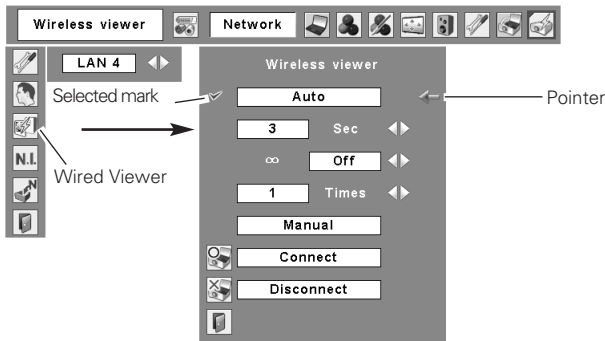 Wireless viewer
Network
LAN 4
Wireless viewer
Selected mark
Auto
Pointer
3 Sec
N.I.
∞ Off
Wired Viewer
1 Times
Manual
Connect
Disconnect